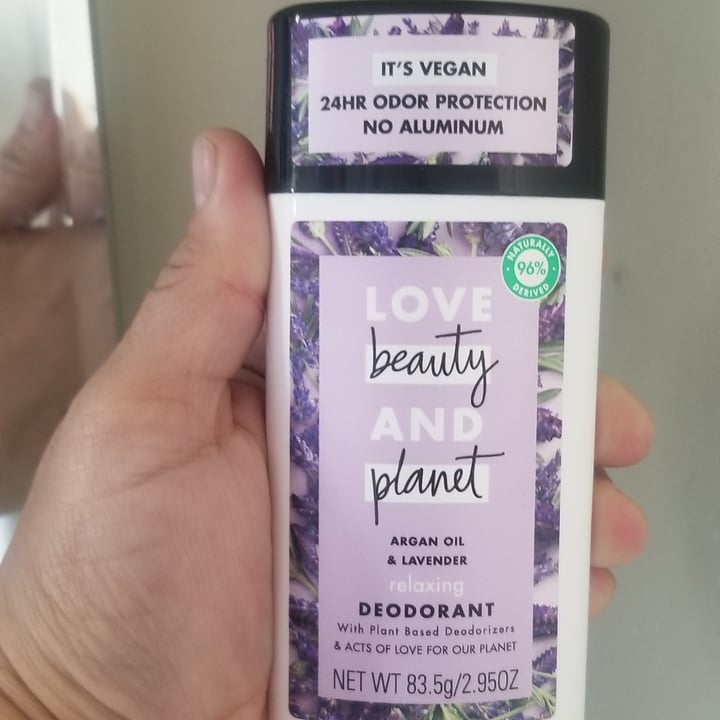 IT'S VEGAN
24HR ODOR PROTECTION
NO ALUMINUM
NATURALLY
96%
DERIVED
LOVE
beauty
AND
planet
ARGAN OIL
& LAVENDER
relaxing
DEODORANT
With Plant Based Deodorizers
& ACTS OF LOVE FOR OUR PLANET
NET WT 83.5g/2.95OZ